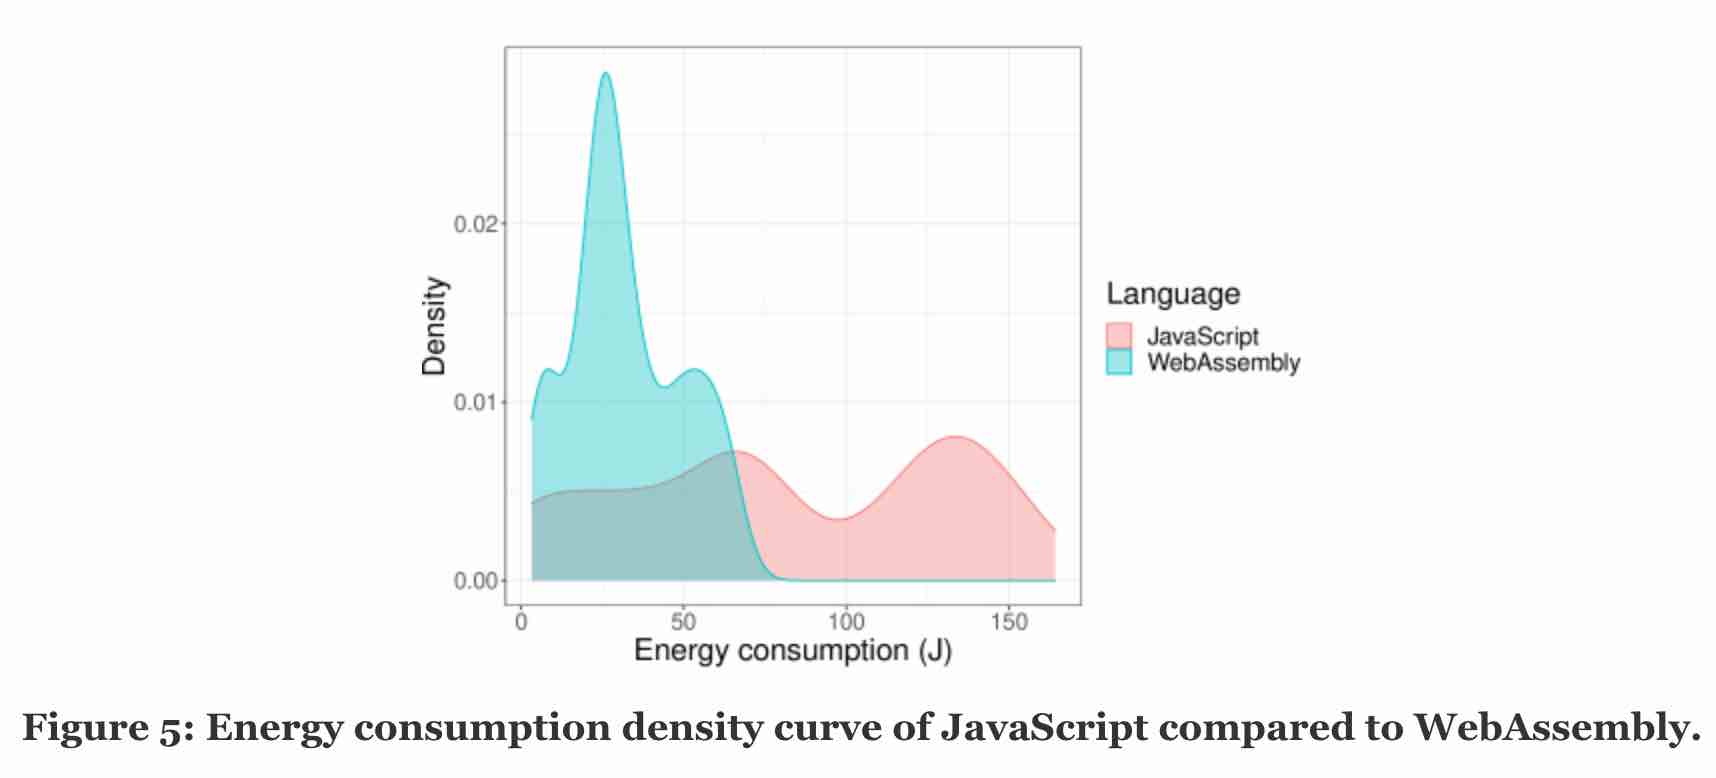 0.02
0.01
0.00
Density
0
50
100
150
Energy consumption (J)
Language
JavaScript
WebAssembly
Figure 5: Energy consumption density curve of JavaScript compared to WebAssembly.